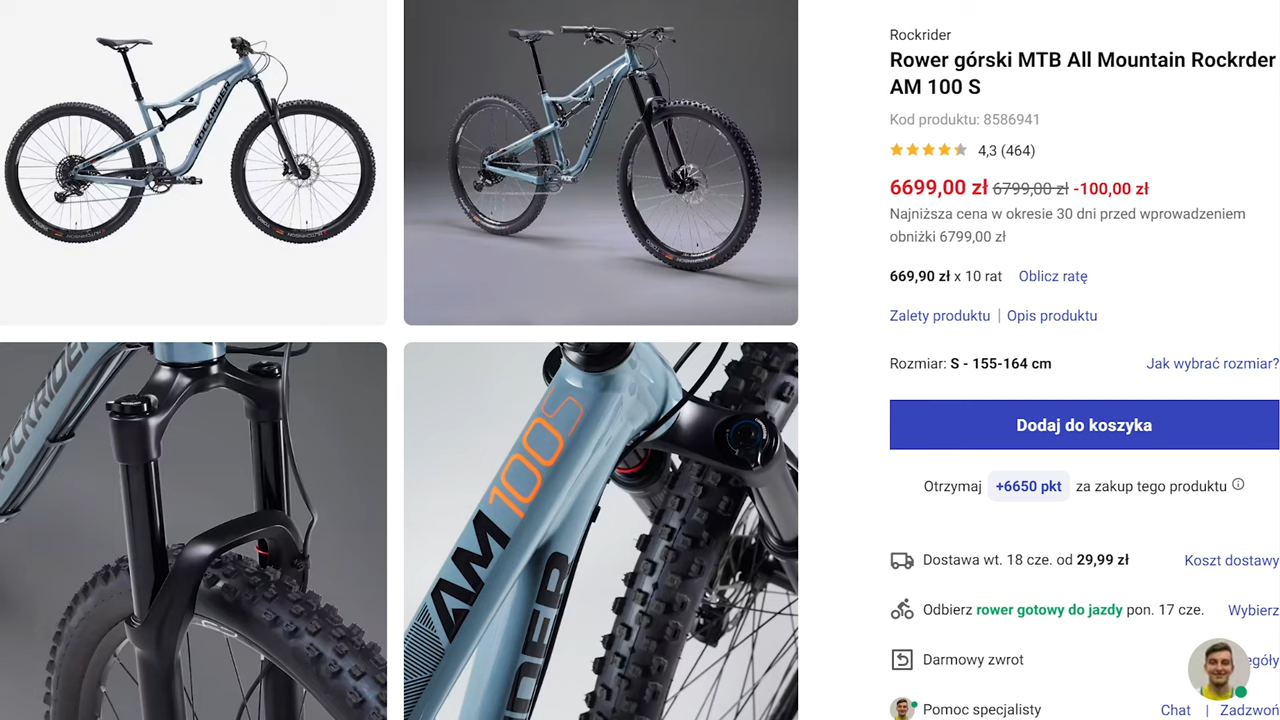 Rockrider
Rower górski MTB All Mountain Rockrder
AM 100 S
Kod produktu: 8586941
4,3 (464)
6699,00 zł 6799,00 zł -100,00 zł
Najniższa cena w okresie 30 dni przed wprowadzeniem
obniżki 6799,00 zł
669,90 zł x 10 rat Oblicz ratę
Zalety produktu | Opis produktu
Rozmiar: S - 155-164 cm Jak wybrać rozmiar?
Dodaj do koszyka
Otrzymaj +6650 pkt za zakup tego produktu
Dostawa wt. 18 cze. od 29,99 zł Koszt dostawy
Odbierz rower gotowy do jazdy pon. 17 cze. Wybierz
Darmowy zwrot egóły
Pomoc specjalisty Chat | Zadzwoń
ROCKRIDER
AM100S